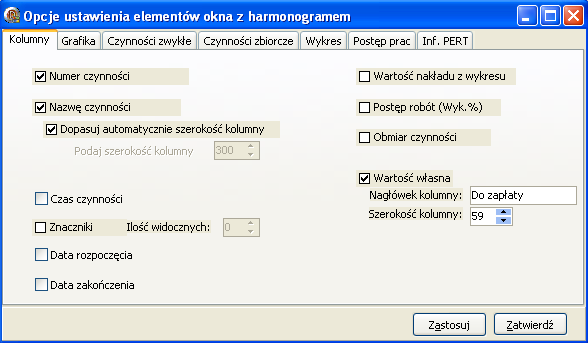 Opcje ustawienia elementów okna z harmonogramem
Kolumny Grafika Czynności zwykłe Czynności zbiorcze Wykres Postęp prac Inf. PERT
Numer czynności
Nazwę czynności
Dopasuj automatycznie szerokość kolumny
Podaj szerokość kolumny 300
Czas czynności
Znaczniki Ilość widocznych: 0
Data rozpoczęcia
Data zakończenia
Wartość nakładu z wykresu
Postęp robót (Wyk.%)
Obmiar czynności
Wartość własna
Nagłówek kolumny: Do zapłaty
Szerokość kolumny: 59
Zastosuj Zatwierdź